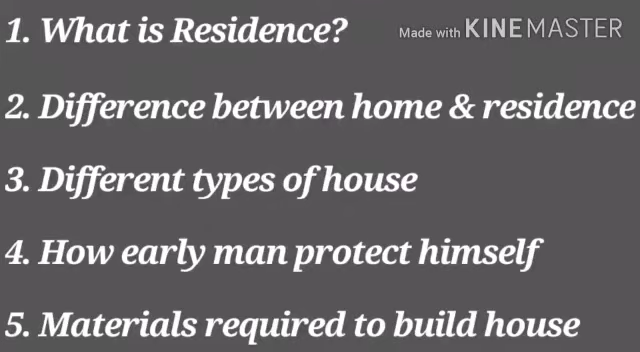 1. What is Residence?
Made with KINEMASTER
2. Difference between home & residence
3. Different types of house
4. How early man protect himself
5. Materials required to build house